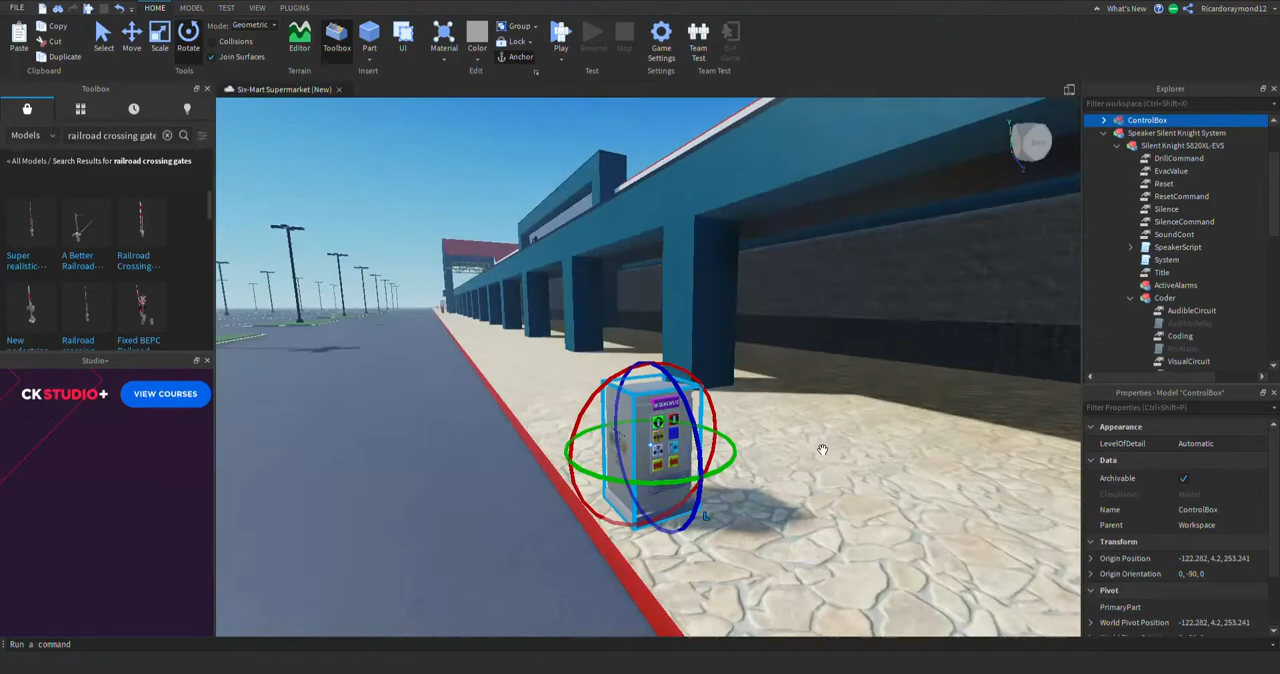 FILE HOME MODEL TEST VIEW PLUGINS What's New Ricardoraymond12
Paste Copy Cut Duplicate Select Move Scale Rotate Mode: Geometric Collisions Join Surfaces Editor Toolbox Part UI Material Color Group Lock Anchor Play Resume Stop Game Settings Team Test Exit Game
Clipboard Tools Terrain Insert Edit Test Settings Team Test
Toolbox
Six-Mart Supermarket (New)
Models railroad crossing gate
<All Models / Search Results for railroad crossing gates
Super realistic...
A Better Railroad...
Railroad Crossing...
New
Railroad
Fixed BEPC
Studio+
CKSTUDIO+ VIEW COURSES
L
Explorer
Filter workspace (Ctrl+Shift+X)
ControlBox
Speaker Silent Knight System
Silent Knight 5820XL-EVS
DrillCommand
EvacValue
Reset
ResetCommand
Silence
SilenceCommand
SoundCont
SpeakerScript
System
Title
ActiveAlarms
Coder
AudibleCircuit
AudibleRelay
Coding
VisualCircuit
Properties - Model "ControlBox"
Filter Properties (Ctrl+Shift+P)
Appearance
LevelOfDetail Automatic
Data
Archivable
ClassName Model
Name ControlBox
Parent Workspace
Transform
Origin Position -122.282, 4.2, 253.241
Origin Orientation 0, -90, 0
Pivot
PrimaryPart
World Pivot Position -122.282, 4.2, 253.241
Run a command